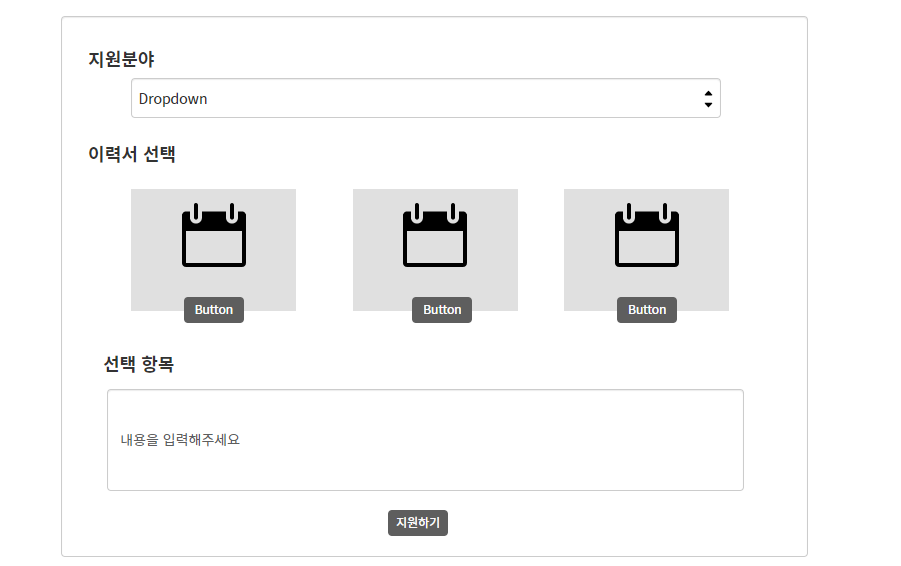 지원분야
Dropdown
이력서 선택
Button Button Button
선택 항목
내용을 입력해주세요
지원하기